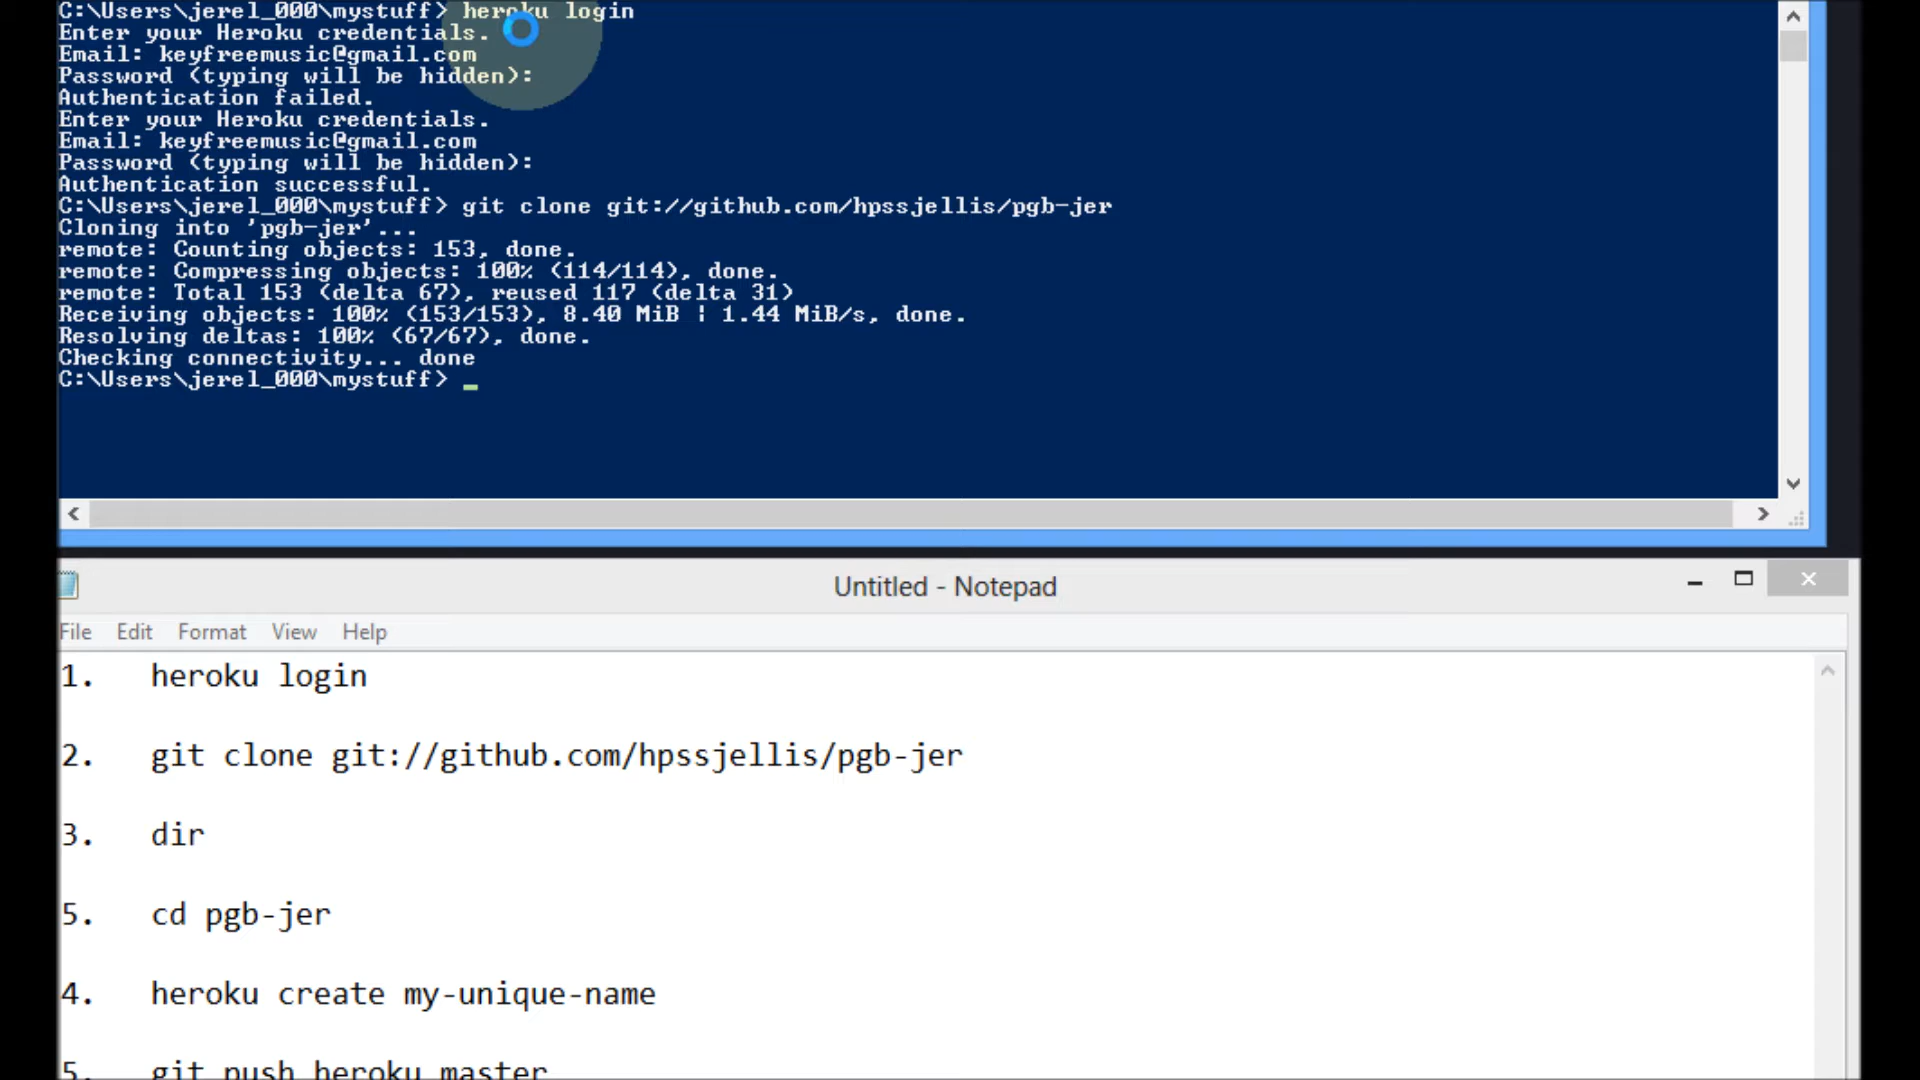 C:\Users\jerel_000\mystuff> heroku login
Enter your Heroku credentials.
Email: keyfreemusic@gmail.com
Password (typing will be hidden):
Authentication failed.
Enter your Heroku credentials.
Email: keyfreemusic@gmail.com
Password (typing will be hidden):
Authentication successful.
C:\Users\jerel_000\mystuff> git clone git://github.com/hpssjellis/pgb-jer
Cloning into 'pgb-jer'...
remote: Counting objects: 153, done.
remote: Compressing objects: 100% (114/114), done.
remote: Total 153 (delta 67), reused 117 (delta 31)
Receiving objects: 100% (153/153), 8.40 MiB | 1.44 MiB/s, done.
Resolving deltas: 100% (67/67), done.
Checking connectivity... done
C:\Users\jerel_000\mystuff> _
Untitled - Notepad
File Edit Format View Help
1. heroku login
2. git clone git://github.com/hpssjellis/pgb-jer
3. dir
5. cd pgb-jer
4. heroku create my-unique-name
5. git push heroku master